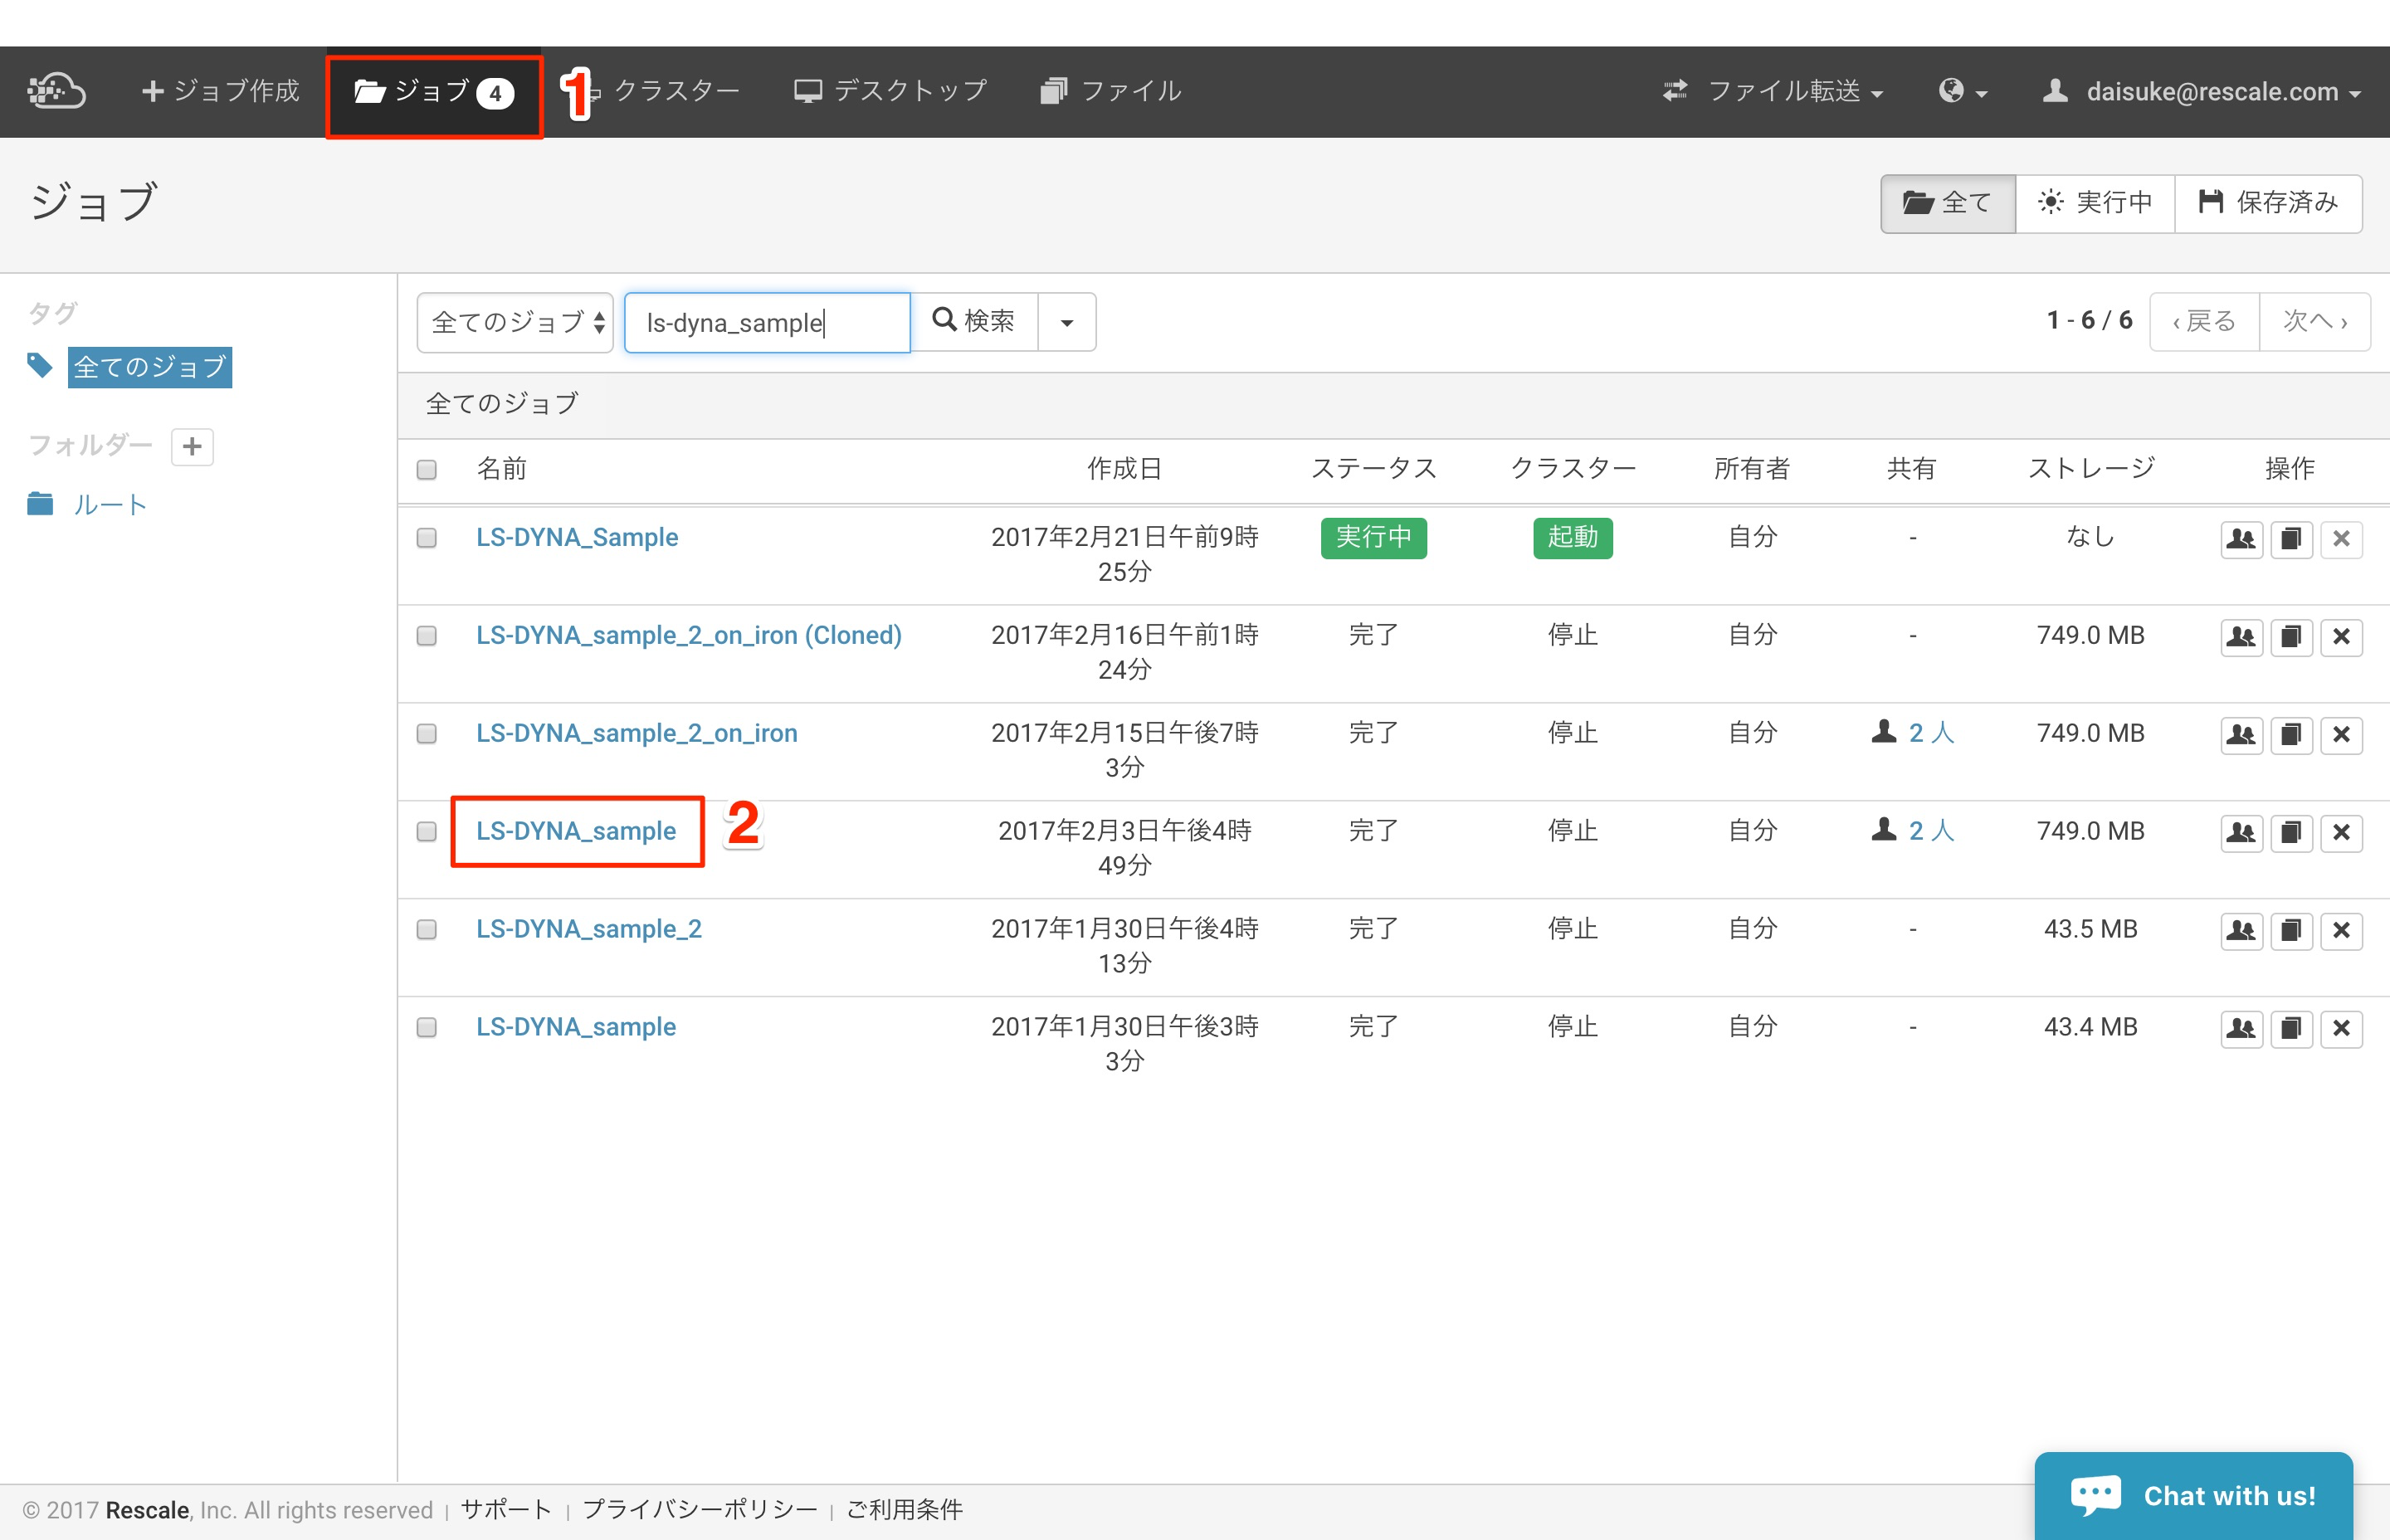 ジョブ作成 ジョブ 4 1 クラスター デスクトップ ファイル ファイル転送 daisuke@rescale.com
ジョブ 全て 実行中 保存済み
タグ
全てのジョブ
フォルダー +
ルート
全てのジョブ ls-dyna_sample 検索 1 - 6 / 6 ‹ 戻る 次へ ›
全てのジョブ
名前 作成日 ステータス クラスター 所有者 共有 ストレージ 操作
LS-DYNA_Sample 2017年2月21日午前9時 実行中 起動 自分 - なし
25分
LS-DYNA_sample_2_on_iron (Cloned) 2017年2月16日午前1時 完了 停止 自分 - 749.0 MB
24分
LS-DYNA_sample_2_on_iron 2017年2月15日午後7時 完了 停止 自分 2 人 749.0 MB
3分
LS-DYNA_sample 2 2017年2月3日午後4時 完了 停止 自分 2 人 749.0 MB
49分
LS-DYNA_sample_2 2017年1月30日午後4時 完了 停止 自分 - 43.5 MB
13分
LS-DYNA_sample 2017年1月30日午後3時 完了 停止 自分 - 43.4 MB
3分
© 2017 Rescale, Inc. All rights reserved | サポート | プライバシーポリシー | ご利用条件
Chat with us!